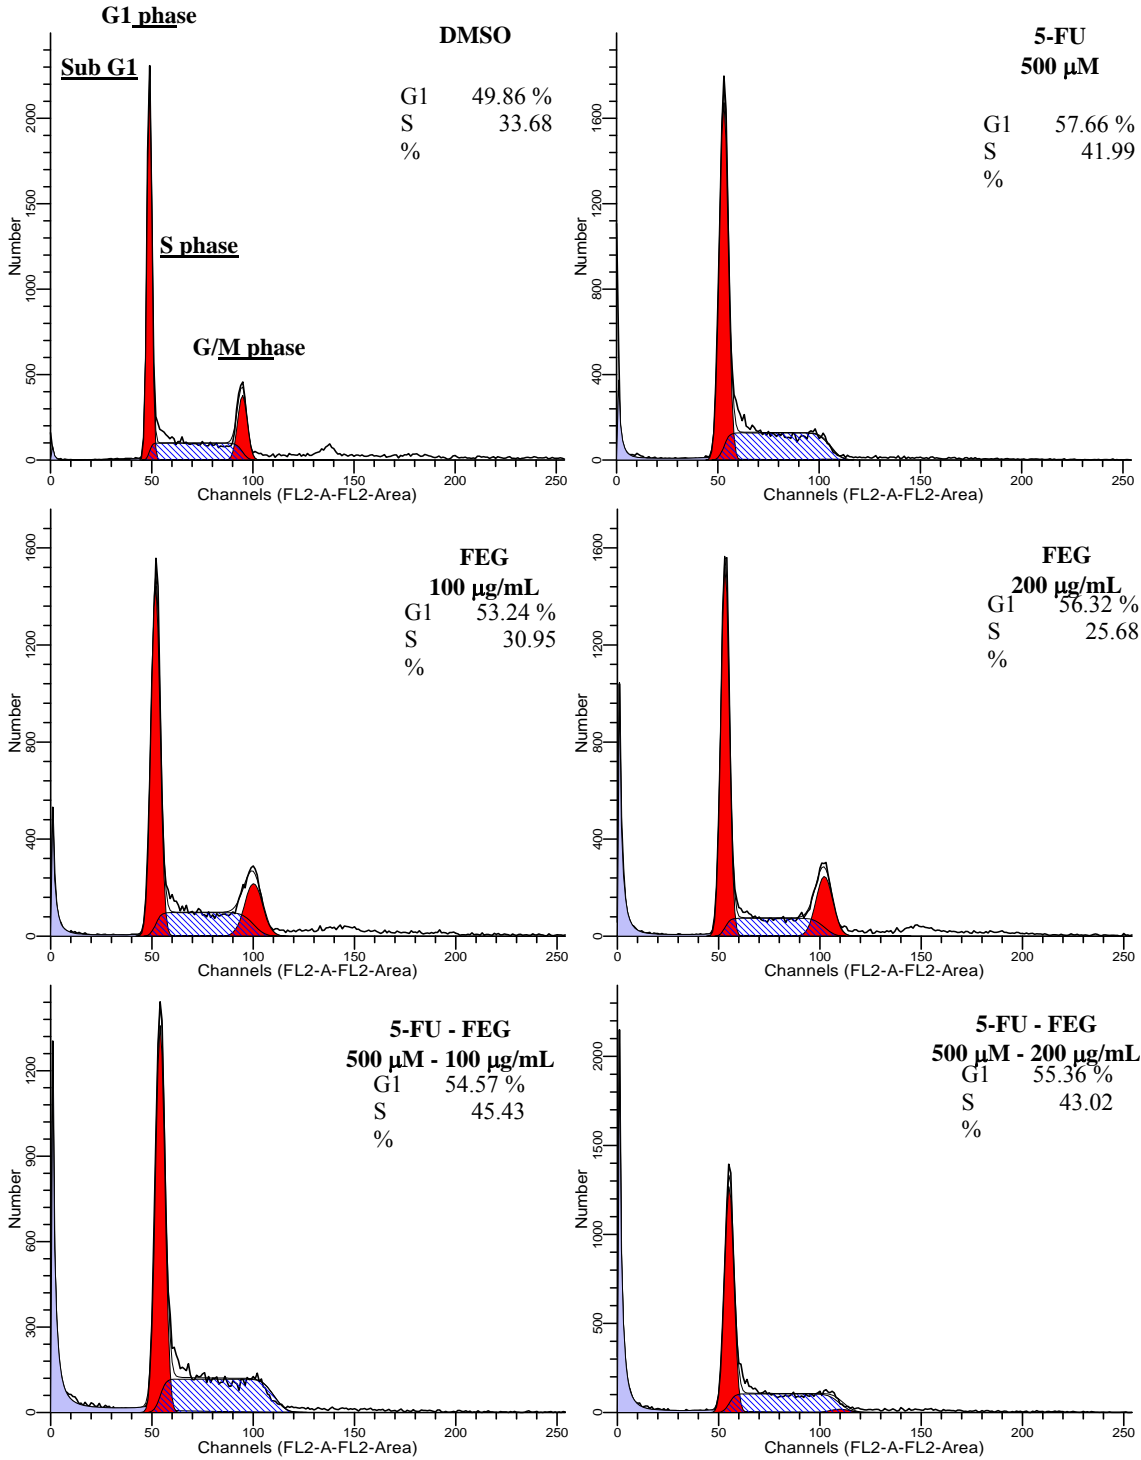 G1 phase
Sub G1
DMSO
G1 49.86 %
S 33.68
%
S phase
G/M phase
Number
0 500 1000 1500 2000
0 50 100 150 200 250
Channels (FL2-A-FL2-Area)
5-FU
500 µM
G1 57.66 %
S 41.99
%
Number
0 400 800 1200 1600
0 50 100 150 200 250
Channels (FL2-A-FL2-Area)
FEG
100 µg/mL
G1 53.24 %
S 30.95
%
Number
0 400 800 1200 1600
0 50 100 150 200 250
Channels (FL2-A-FL2-Area)
FEG
200 µg/mL
G1 56.32 %
S 25.68
%
Number
0 400 800 1200 1600
0 50 100 150 200 250
Channels (FL2-A-FL2-Area)
5-FU - FEG
500 µM - 100 µg/mL
G1 54.57 %
S 45.43
%
Number
0 300 600 900 1200
0 50 100 150 200 250
Channels (FL2-A-FL2-Area)
5-FU - FEG
500 µM - 200 µg/mL
G1 55.36 %
S 43.02
%
Number
0 500 1000 1500 2000
0 50 100 150 200 250
Channels (FL2-A-FL2-Area)